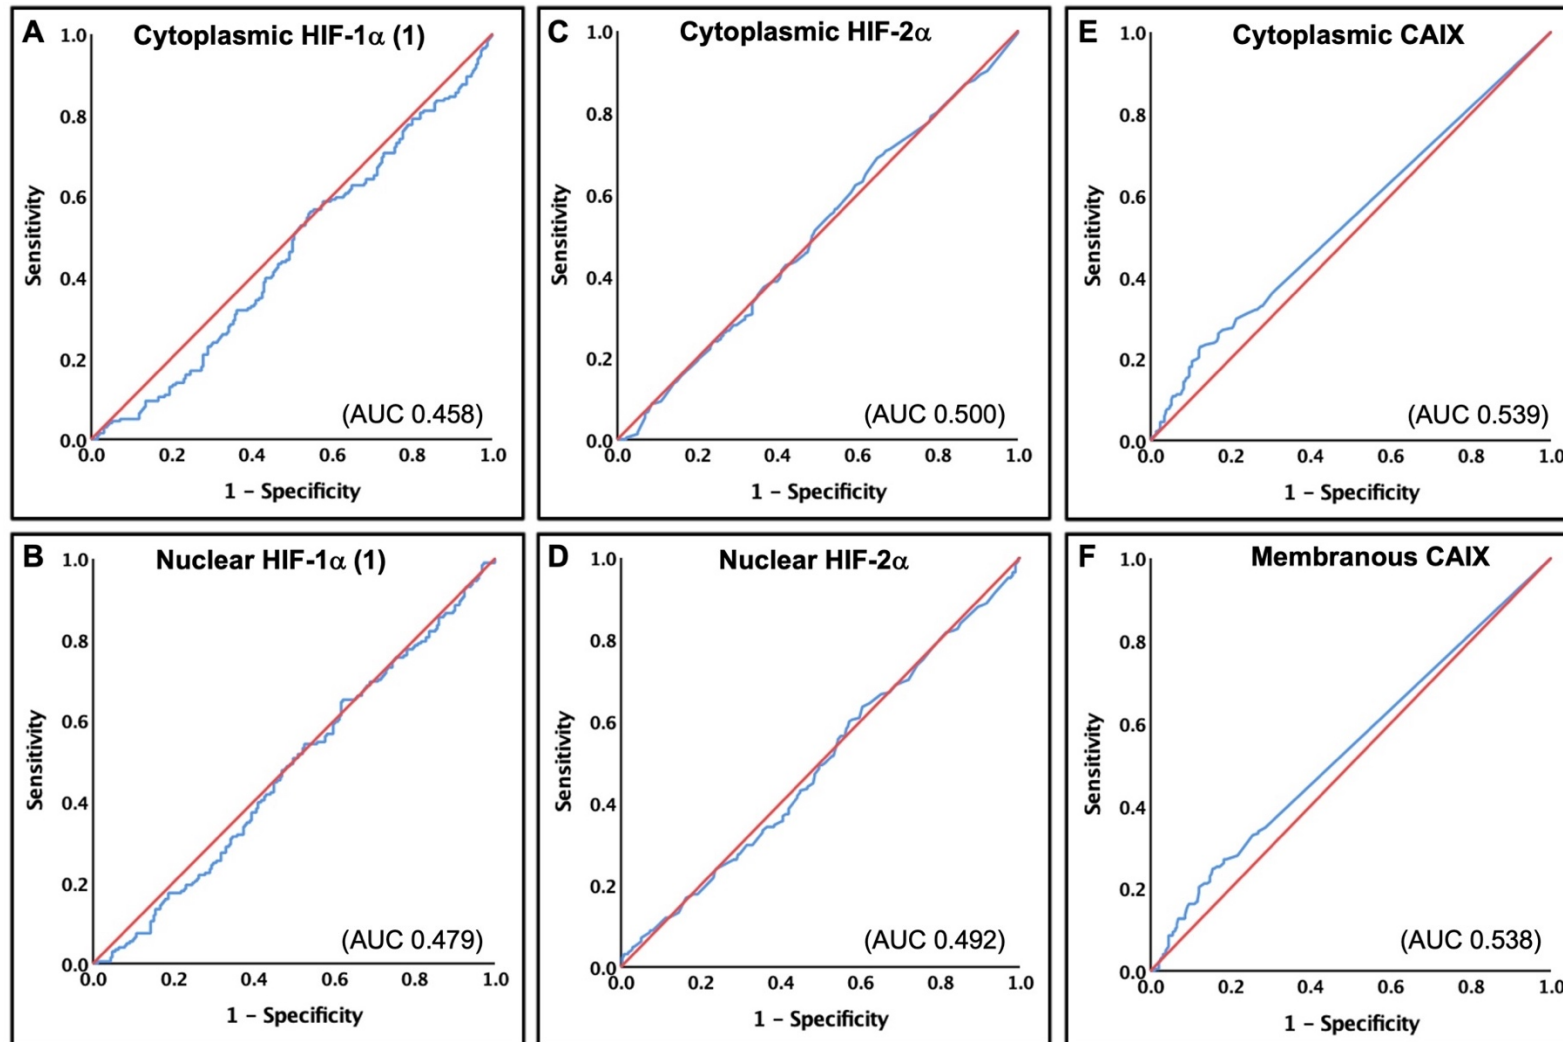 A
Cytoplasmic HIF-1α (1)
1.0
0.8
0.6
0.4
0.2
0.0
Sensitivity
(AUC 0.458)
0.0 0.2 0.4 0.6 0.8 1.0
1 – Specificity
C
Cytoplasmic HIF-2α
1.0
0.8
0.6
0.4
0.2
0.0
Sensitivity
(AUC 0.500)
0.0 0.2 0.4 0.6 0.8 1.0
1 – Specificity
E
Cytoplasmic CAIX
1.0
0.8
0.6
0.4
0.2
0.0
Sensitivity
(AUC 0.539)
0.0 0.2 0.4 0.6 0.8 1.0
1 – Specificity
B
Nuclear HIF-1α (1)
1.0
0.8
0.6
0.4
0.2
0.0
Sensitivity
(AUC 0.479)
0.0 0.2 0.4 0.6 0.8 1.0
1 – Specificity
D
Nuclear HIF-2α
1.0
0.8
0.6
0.4
0.2
0.0
Sensitivity
(AUC 0.492)
0.0 0.2 0.4 0.6 0.8 1.0
1 – Specificity
F
Membranous CAIX
1.0
0.8
0.6
0.4
0.2
0.0
Sensitivity
(AUC 0.538)
0.0 0.2 0.4 0.6 0.8 1.0
1 – Specificity